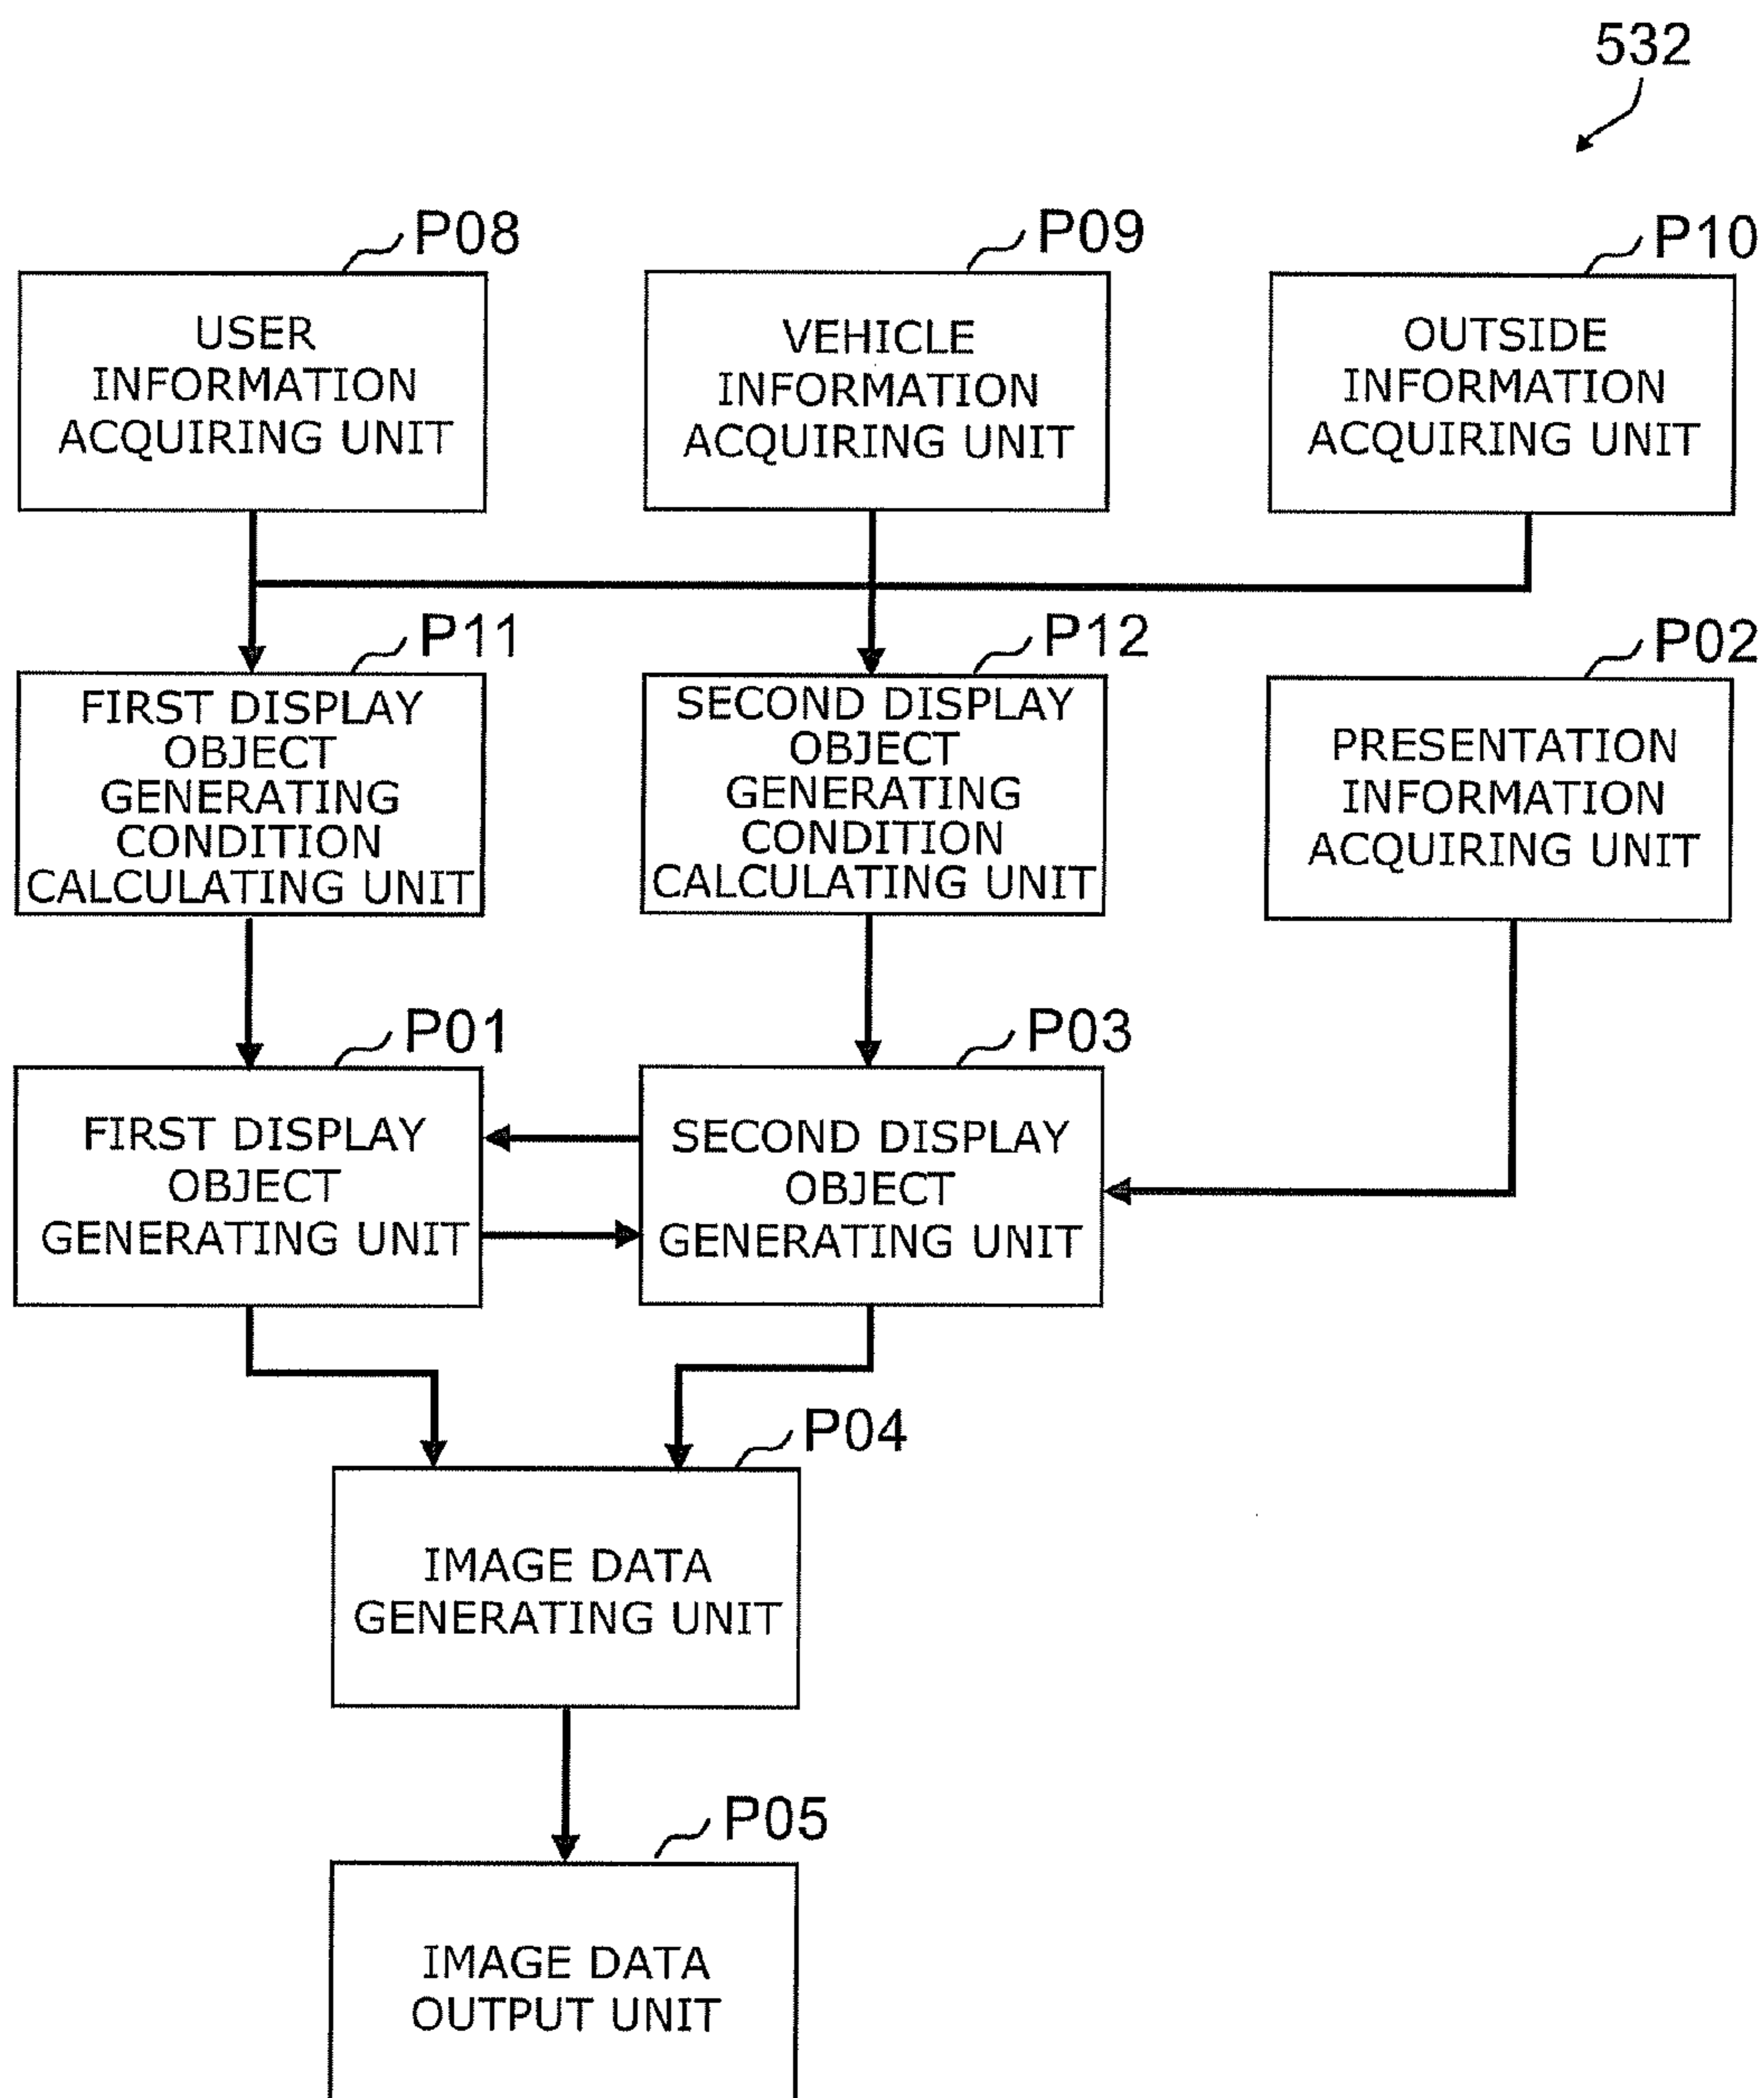 532
P08
USER
INFORMATION
ACQUIRING UNIT
P09
VEHICLE
INFORMATION
ACQUIRING UNIT
P10
OUTSIDE
INFORMATION
ACQUIRING UNIT
P11
FIRST DISPLAY
OBJECT
GENERATING
CONDITION
CALCULATING UNIT
P12
SECOND DISPLAY
OBJECT
GENERATING
CONDITION
CALCULATING UNIT
P02
PRESENTATION
INFORMATION
ACQUIRING UNIT
P01
FIRST DISPLAY
OBJECT
GENERATING UNIT
P03
SECOND DISPLAY
OBJECT
GENERATING UNIT
P04
IMAGE DATA
GENERATING UNIT
P05
IMAGE DATA
OUTPUT UNIT